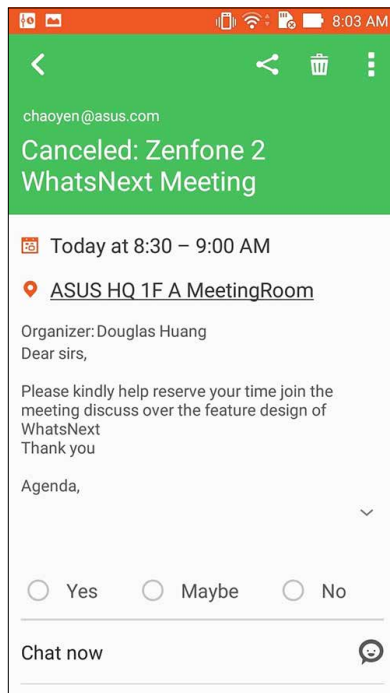 8:03 AM
chaoyen@asus.com
Canceled: Zenfone 2
WhatsNext Meeting
Today at 8:30 – 9:00 AM
ASUS HQ 1F A MeetingRoom
Organizer: Douglas Huang
Dear sirs,
Please kindly help reserve your time join the
meeting discuss over the feature design of
WhatsNext
Thank you
Agenda,
Yes Maybe No
Chat now